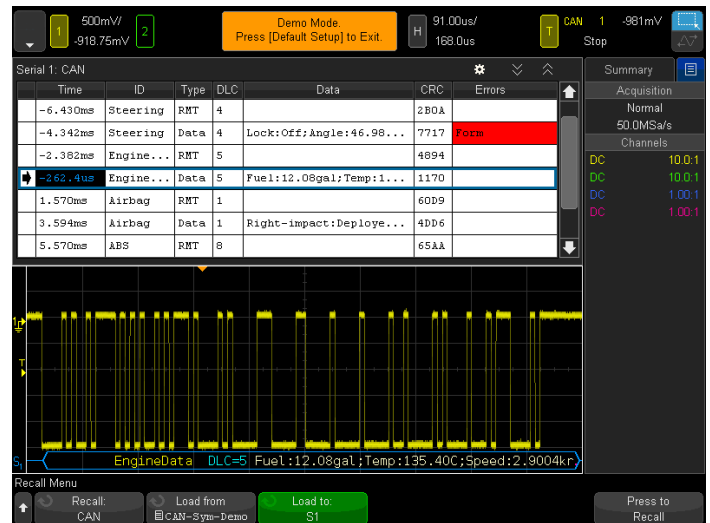 1 500mV/ -918.75mV 2 Demo Mode. Press [Default Setup] to Exit. H 91.00us/ 168.0us T CAN 1 -981mV Stop
Serial 1: CAN
Time ID Type DLC Data CRC Errors
-6.430ms Steering RMT 4 2B0A
-4.342ms Steering Data 4 Lock:Off;Angle:46.98... 7717 Form
-2.382ms Engine... RMT 5 4894
-262.4us Engine... Data 5 Fuel:12.08gal;Temp:1... 1170
1.570ms Airbag RMT 1 60D9
3.594ms Airbag Data 1 Right-impact:Deploye... 4DD6
5.570ms ABS RMT 8 65AA
Summary
Acquisition
Normal
50.0MSa/s
Channels
DC 10.0:1
DC 10.0:1
DC 1.00:1
DC 1.00:1
1
T
S1 EngineData DLC=5 Fuel:12.08gal;Temp:135.40C;Speed:2.9004kr
Recall Menu
Recall: CAN
Load from CAN-Sym-Demo
Load to: S1
Press to Recall